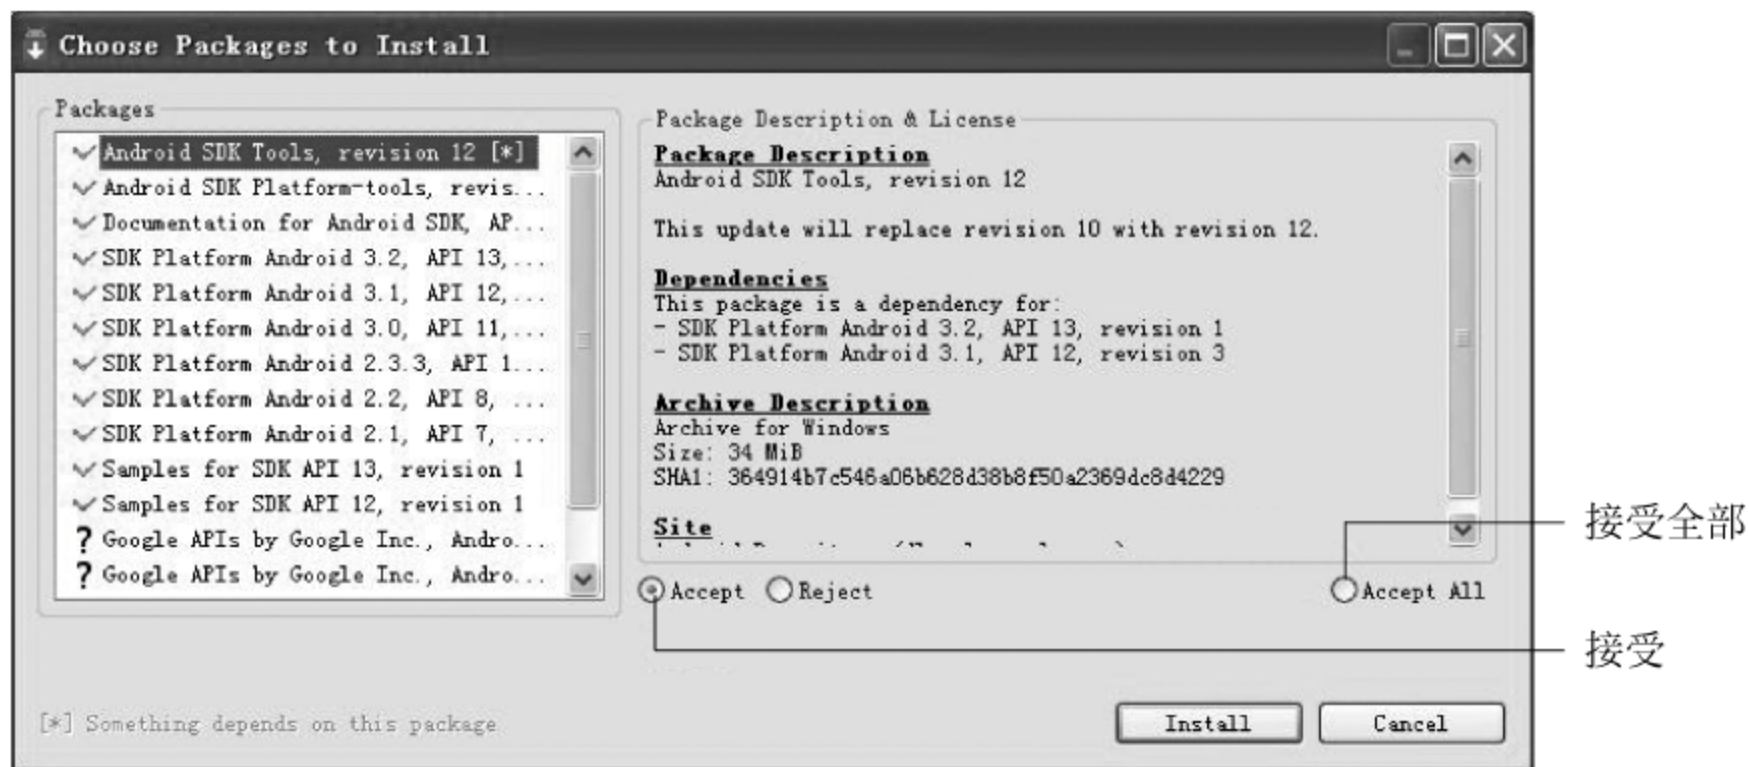 Choose Packages to Install
Packages
Android SDK Tools, revision 12 [*]
Android SDK Platform-tools, revis...
Documentation for Android SDK, AP...
SDK Platform Android 3.2, API 13,...
SDK Platform Android 3.1, API 12,...
SDK Platform Android 3.0, API 11,...
SDK Platform Android 2.3.3, API 1...
SDK Platform Android 2.2, API 8, ...
SDK Platform Android 2.1, API 7, ...
Samples for SDK API 13, revision 1
Samples for SDK API 12, revision 1
? Google APIs by Google Inc., Andro...
? Google APIs by Google Inc., Andro...
Package Description & License
Package Description
Android SDK Tools, revision 12
This update will replace revision 10 with revision 12.
Dependencies
This package is a dependency for:
- SDK Platform Android 3.2, API 13, revision 1
- SDK Platform Android 3.1, API 12, revision 3
Archive Description
Archive for Windows
Size: 34 MiB
SHA1: 364914b7c546a06b628d38b8f50a2369dc8d4229
Site
Accept Reject Accept All
接受全部
接受
[*] Something depends on this package
Install Cancel